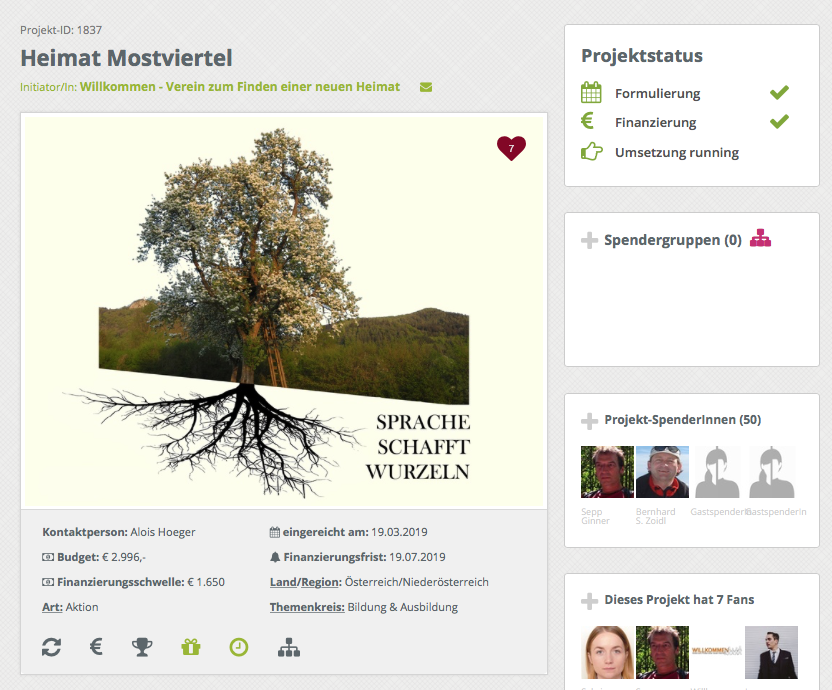 Projekt-ID: 1837
Heimat Mostviertel
Initiator/In: Willkommen - Verein zum Finden einer neuen Heimat
7
SPRACHE
SCHAFFT
WURZELN
Kontaktperson: Alois Hoeger
Budget: € 2.996,-
Finanzierungsschwelle: € 1.650
Art: Aktion
eingereicht am: 19.03.2019
Finanzierungsfrist: 19.07.2019
Land/Region: Österreich/Niederösterreich
Themenkreis: Bildung & Ausbildung
Projektstatus
Formulierung
Finanzierung
Umsetzung running
Spendergruppen (0)
Projekt-SpenderInnen (50)
Sepp
Ginner
Bernhard
S. Zoidl
GastspenderIn
GastspenderIn
Dieses Projekt hat 7 Fans
WILLKOMMEN